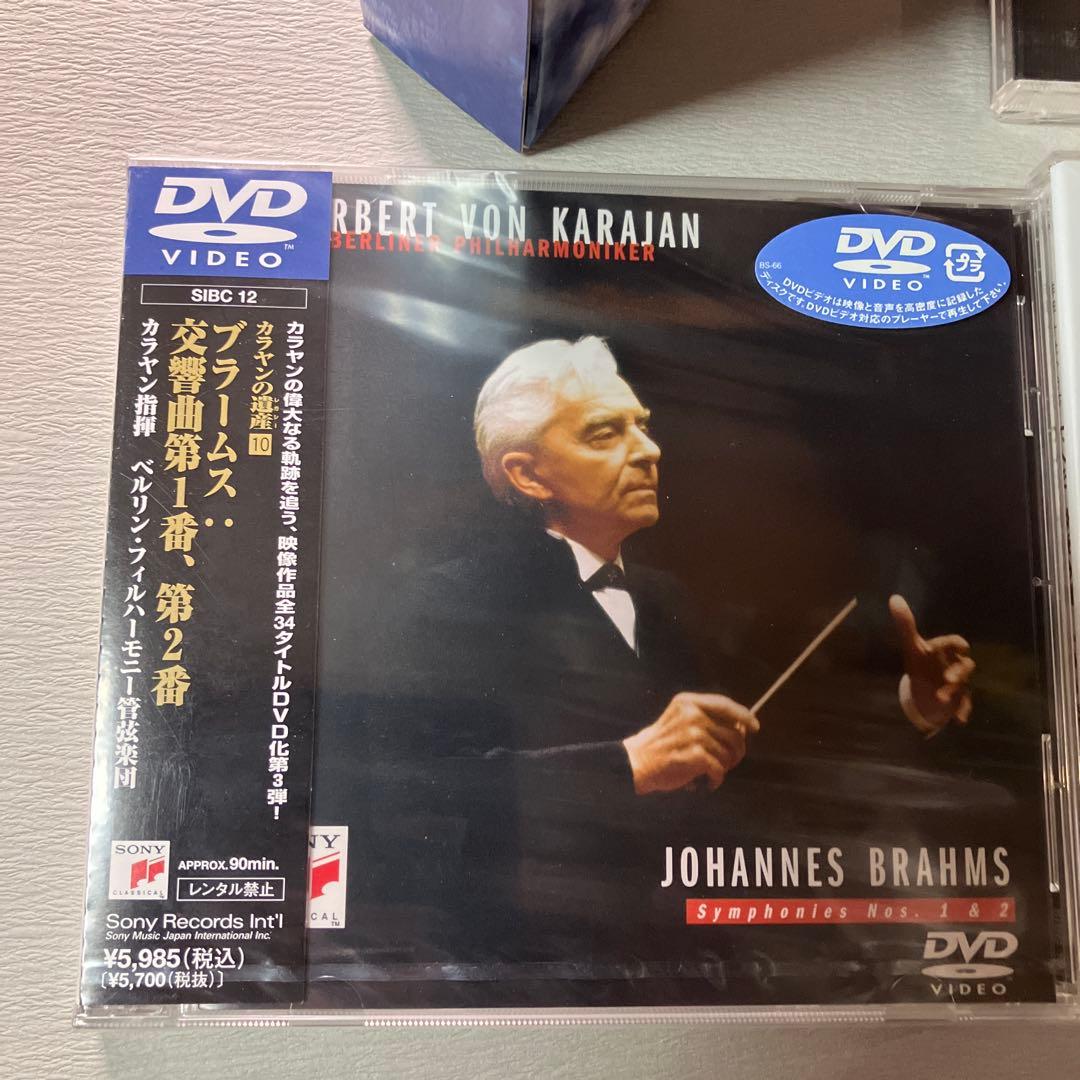 DVD
VIDEO
SIBC 12
カラヤンの偉大なる軌跡を追う、映像作品全34タイトルDVD化第3弾!
カラヤンの遺産 10
レガシー
ブラームス:
交響曲第1番、第2番
カラヤン指揮 ベルリン・フィルハーモニー管弦楽団
SONY
CLASSICAL
APPROX.90min.
レンタル禁止
Sony Records Int'l
Sony Music Japan International Inc.
¥5,985(税込)
〔¥5,700(税抜)〕
RBERT VON KARAJAN
BERLINER PHILHARMONIKER
BS-66
DVD
VIDEO
プラ
DVDビデオは映像と音声を高密度に記録した
ディスクです。DVDビデオ対応のプレーヤーで再生して下さい。
NY
CAL
JOHANNES BRAHMS
Symphonies Nos. 1 & 2
DVD
VIDEO